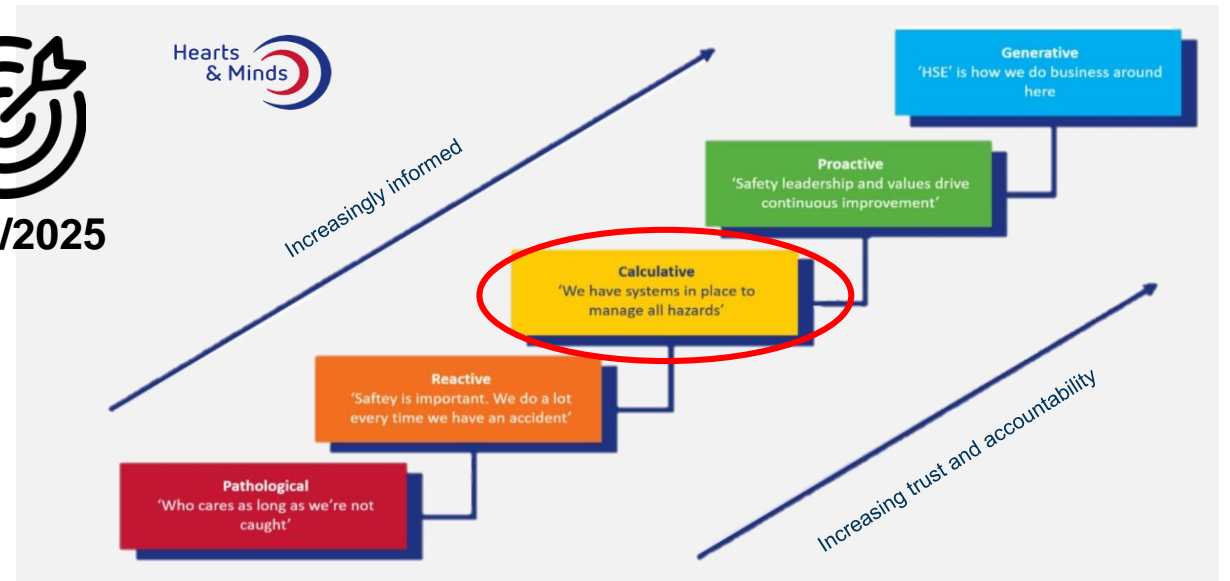 Hearts
& Minds
/2025
Increasingly informed
Generative
‘HSE’ is how we do business around
here
Proactive
‘Safety leadership and values drive
continuous improvement’
Calculative
‘We have systems in place to
manage all hazards’
Reactive
‘Saftey is important. We do a lot
every time we have an accident’
Pathological
‘Who cares as long as we’re not
caught’
Increasing trust and accountability